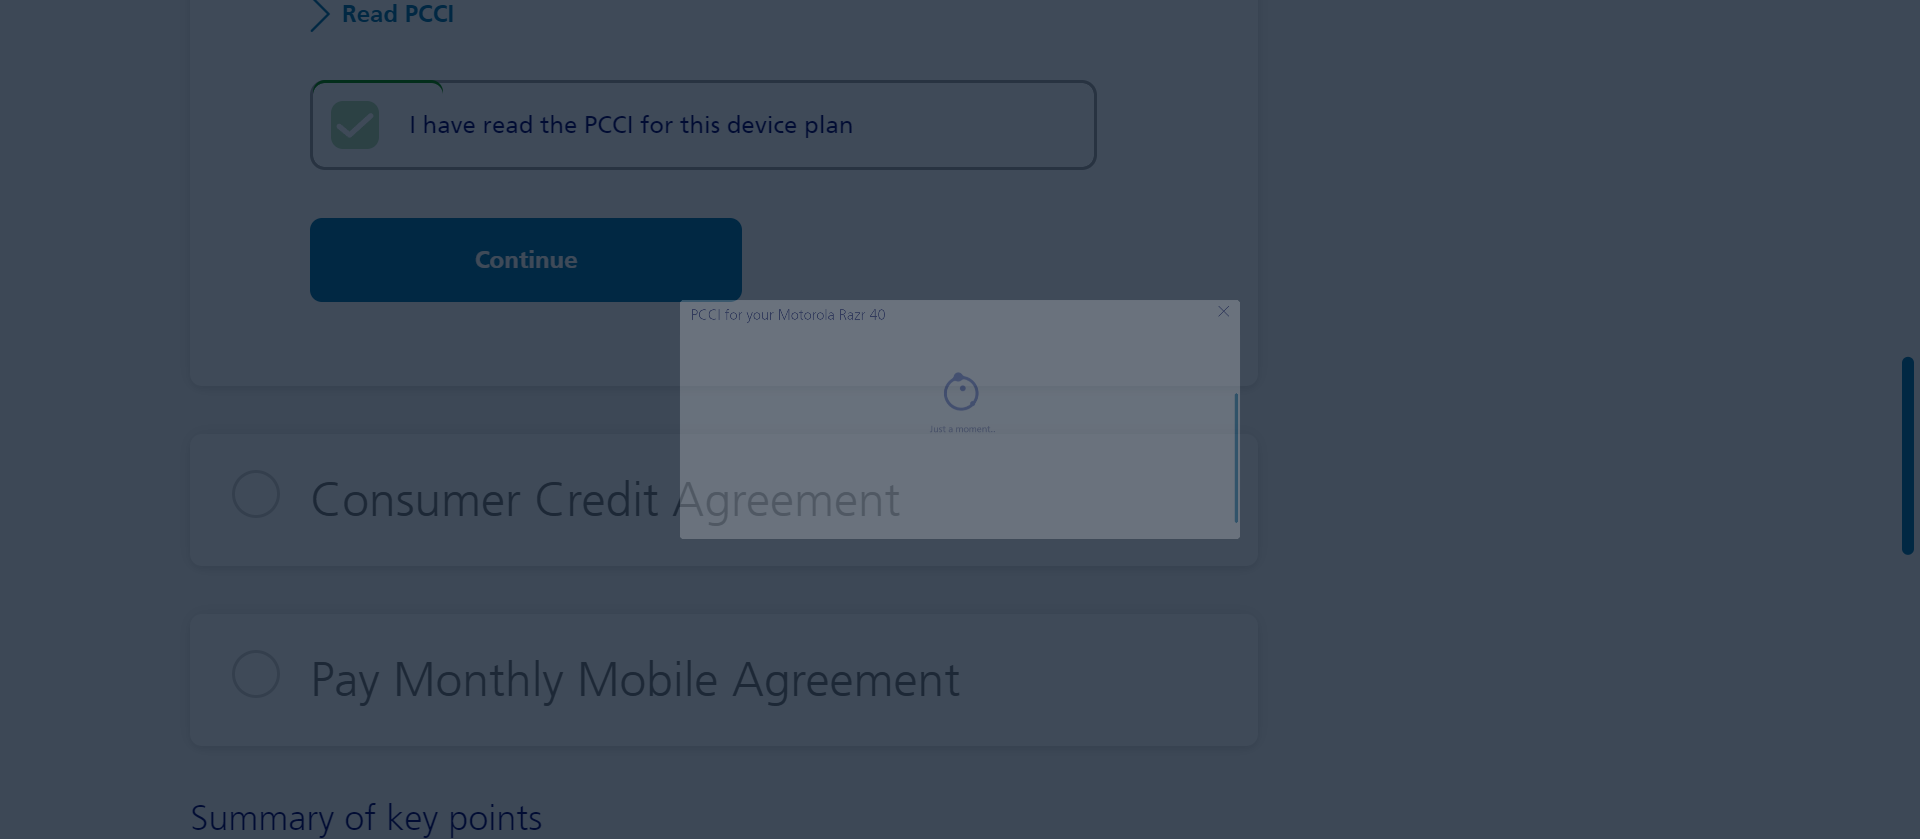 Read PCCI
I have read the PCCI for this device plan
Continue
PCCI for your Motorola Razr 40
Just a moment...
Consumer Credit Agreement
Pay Monthly Mobile Agreement
Summary of key points